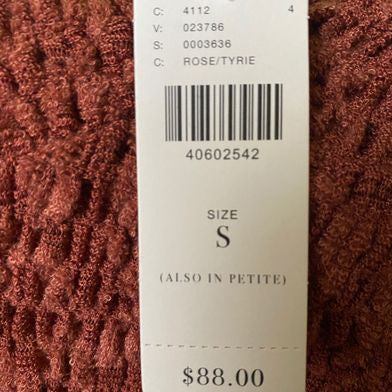 C: 4112 4
V: 023786
S: 0003636
C: ROSE/TYRIE
40602542
SIZE
S
(ALSO IN PETITE)
$88.00